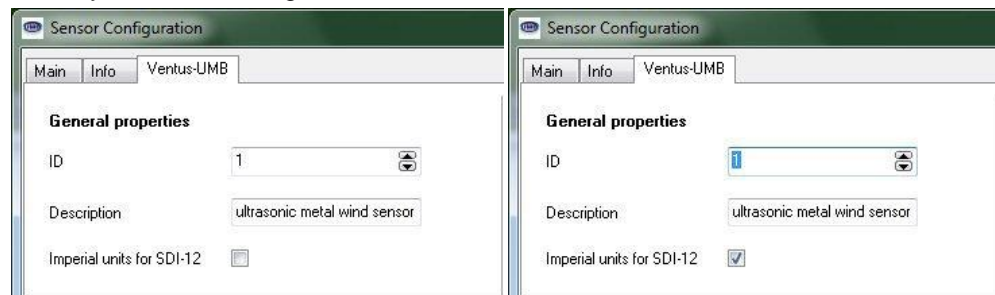 Sensor Configuration
Main Info Ventus-UMB
General properties
ID 1
Description ultrasonic metal wind sensor
Imperial units for SDI-12
Sensor Configuration
Main Info Ventus-UMB
General properties
ID 1
Description ultrasonic metal wind sensor
Imperial units for SDI-12